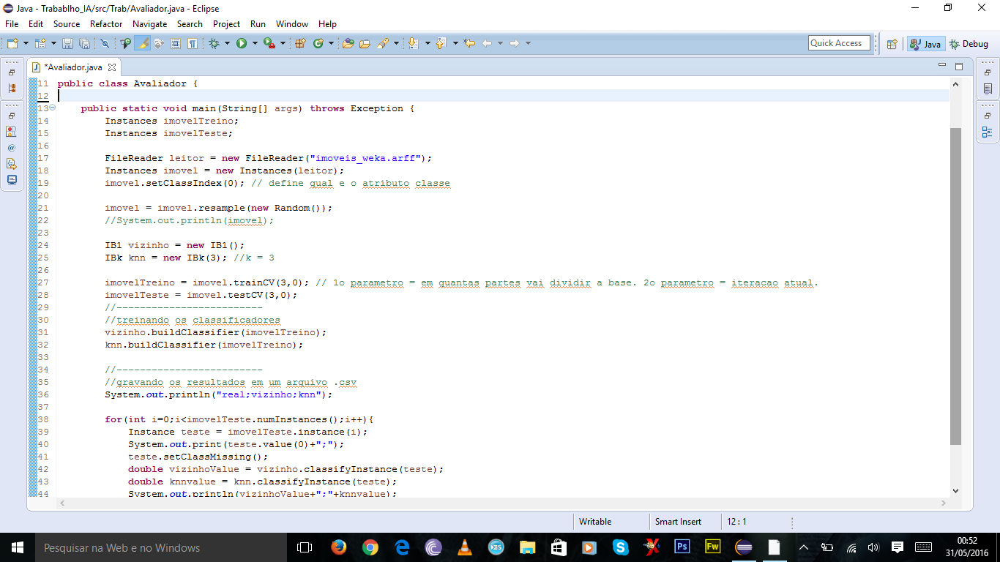 Java - Trabablho_IA/src/Trab/Avaliador.java - Eclipse
File Edit Source Refactor Navigate Search Project Run Window Help
Quick Access Java Debug
*Avaliador.java
11 public class Avaliador {
12
13 public static void main(String[] args) throws Exception {
14 Instances imovelTreino;
15 Instances imovelTeste;
16
17 FileReader leitor = new FileReader("imoveis_weka.arff");
18 Instances imovel = new Instances(leitor);
19 imovel.setClassIndex(0); // define qual e o atributo classe
20
21 imovel = imovel.resample(new Random());
22 //System.out.println(imovel);
23
24 IB1 vizinho = new IB1();
25 IBk knn = new IBk(3); //k = 3
26
27 imovelTreino = imovel.trainCV(3,0); // 1o parametro = em quantas partes vai dividir a base. 2o parametro = iteracao atual.
28 imovelTeste = imovel.testCV(3,0);
29 //-------------------------
30 //treinando os classificadores
31 vizinho.buildClassifier(imovelTreino);
32 knn.buildClassifier(imovelTreino);
33
34 //-------------------------
35 //gravando os resultados em um arquivo .csv
36 System.out.println("real;vizinho;knn");
37
38 for(int i=0;i<imovelTeste.numInstances();i++){
39 Instance teste = imovelTeste.instance(i);
40 System.out.print(teste.value(0)+";");
41 teste.setClassMissing();
42 double vizinhoValue = vizinho.classifyInstance(teste);
43 double knnvalue = knn.classifyInstance(teste);
44 System.out.println(vizinhoValue+";"+knnvalue);
Writable Smart Insert 12 : 1
Pesquisar na Web e no Windows
Ps Fw
00:52
31/05/2016